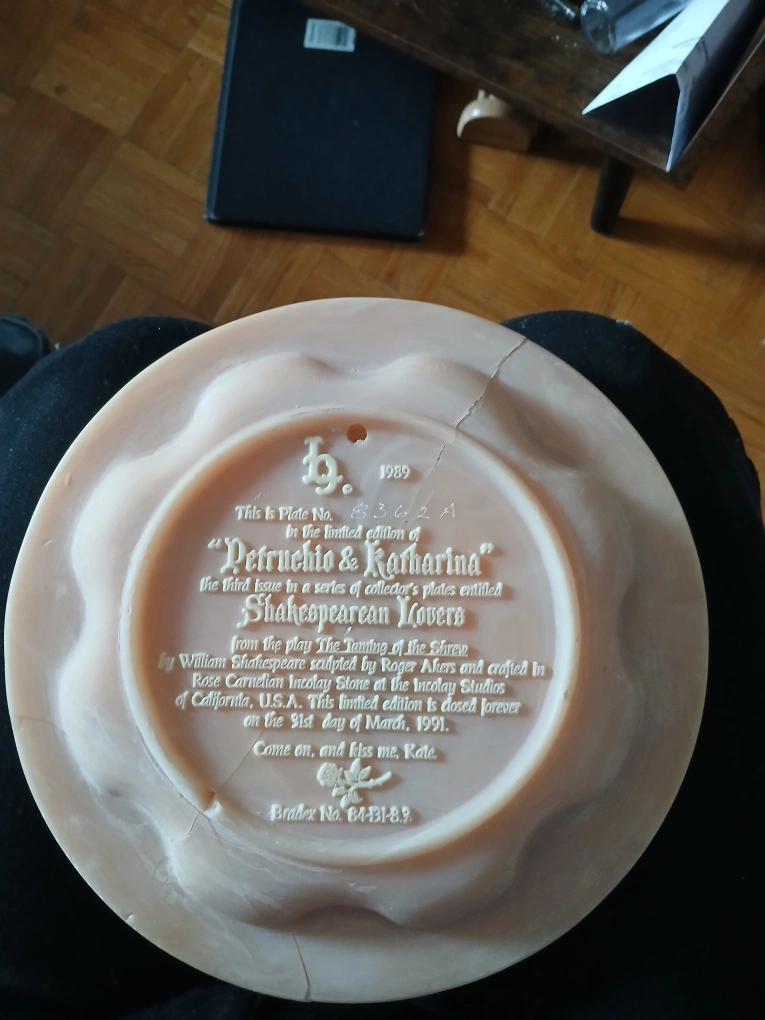 h. 1989
This is Plate No. 8362A
in the limited edition of
"Petruchio & Katharina"
the third issue in a series of collector's plates entitled
Shakespearean Lovers
from the play The Taming of the Shrew
by William Shakespeare sculpted by Roger Akers and crafted in
Rose Carnelian Incolay Stone at the Incolay Studios
of California, U.S.A. This limited edition is closed forever
on the 31st day of March, 1991.
Come on, and kiss me, Kate.
Bradex No. 84-I31-8.3.